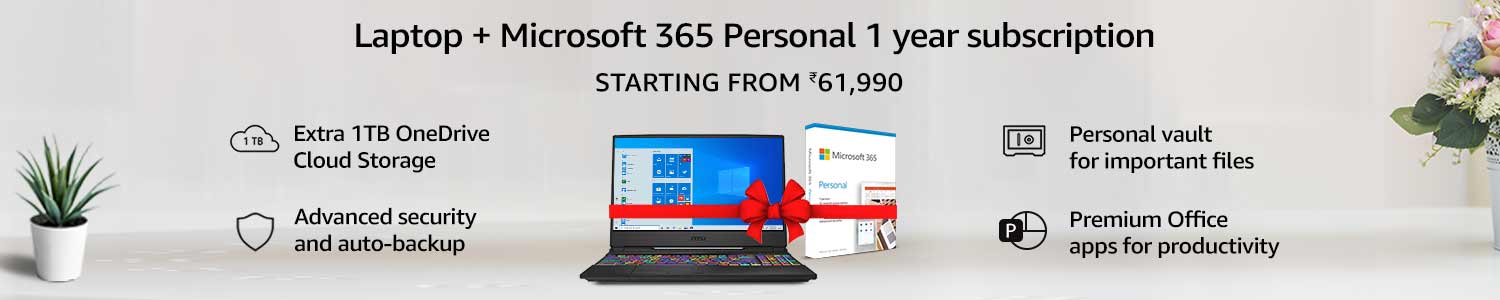 Laptop + Microsoft 365 Personal 1 year subscription
STARTING FROM ₹61,990
1 TB
Extra 1TB OneDrive
Cloud Storage
Advanced security
and auto-backup
Microsoft 365
Personal
msi
Personal vault
for important files
P
Premium Office
apps for productivity